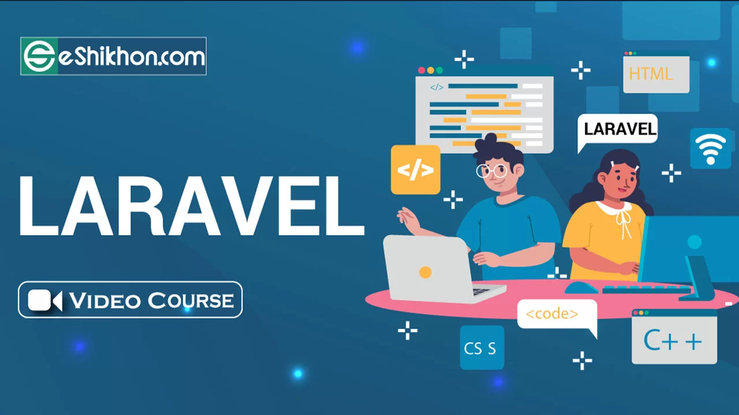 eShikhon.com
LARAVEL
VIDEO COURSE
</>
HTML
LARAVEL
</>
<code>
CS S
C++